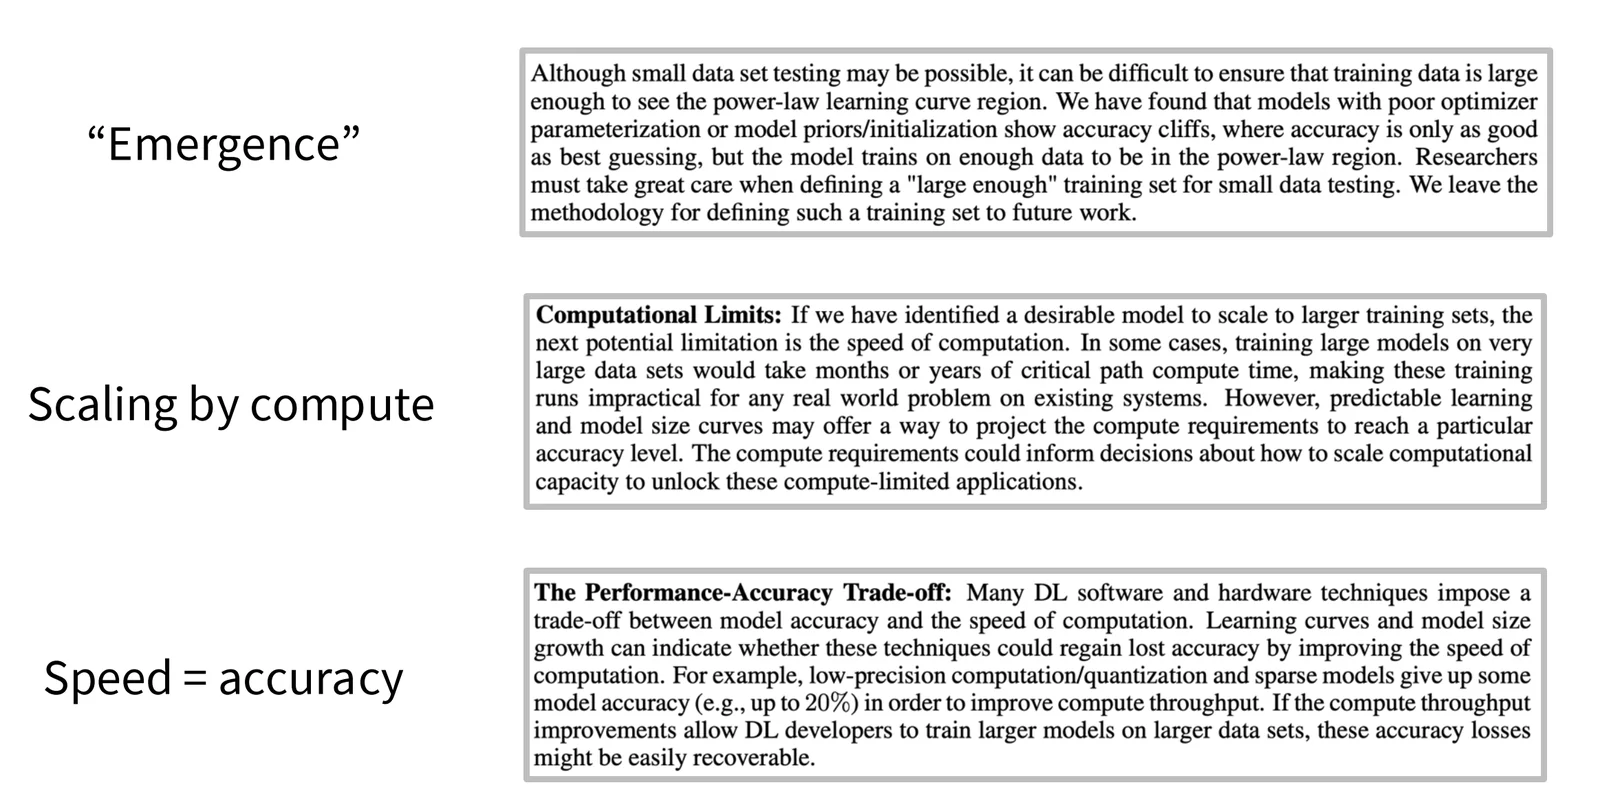 “Emergence”
Although small data set testing may be possible, it can be difficult to ensure that training data is large
enough to see the power-law learning curve region. We have found that models with poor optimizer
parameterization or model priors/initialization show accuracy cliffs, where accuracy is only as good
as best guessing, but the model trains on enough data to be in the power-law region. Researchers
must take great care when defining a "large enough" training set for small data testing. We leave the
methodology for defining such a training set to future work.
Scaling by compute
Computational Limits: If we have identified a desirable model to scale to larger training sets, the
next potential limitation is the speed of computation. In some cases, training large models on very
large data sets would take months or years of critical path compute time, making these training
runs impractical for any real world problem on existing systems. However, predictable learning
and model size curves may offer a way to project the compute requirements to reach a particular
accuracy level. The compute requirements could inform decisions about how to scale computational
capacity to unlock these compute-limited applications.
Speed = accuracy
The Performance-Accuracy Trade-off: Many DL software and hardware techniques impose a
trade-off between model accuracy and the speed of computation. Learning curves and model size
growth can indicate whether these techniques could regain lost accuracy by improving the speed of
computation. For example, low-precision computation/quantization and sparse models give up some
model accuracy (e.g., up to 20%) in order to improve compute throughput. If the compute throughput
improvements allow DL developers to train larger models on larger data sets, these accuracy losses
might be easily recoverable.